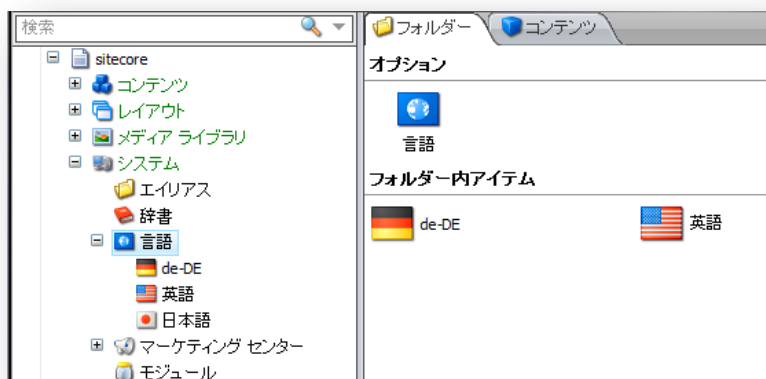 検索
sitecore
コンテンツ
レイアウト
メディア ライブラリ
システム
エイリアス
辞書
言語
de-DE
英語
日本語
マーケティング センター
モジュール
フォルダー コンテンツ
オプション
言語
フォルダー内アイテム
de-DE 英語